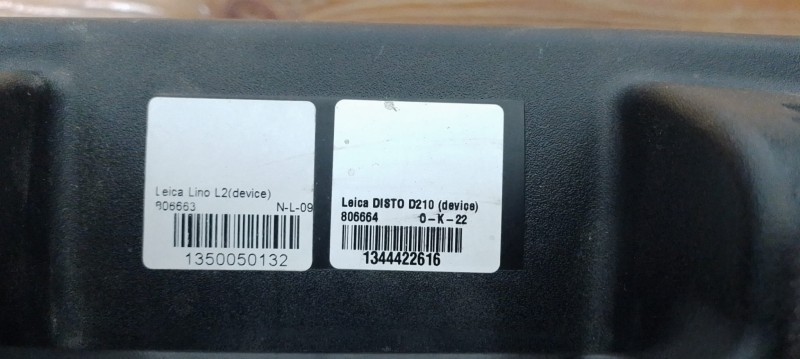 Leica Lino L2(device)
806663 N-L-09
1350050132
Leica DISTO D210 (device)
806664 0-K-22
1344422616